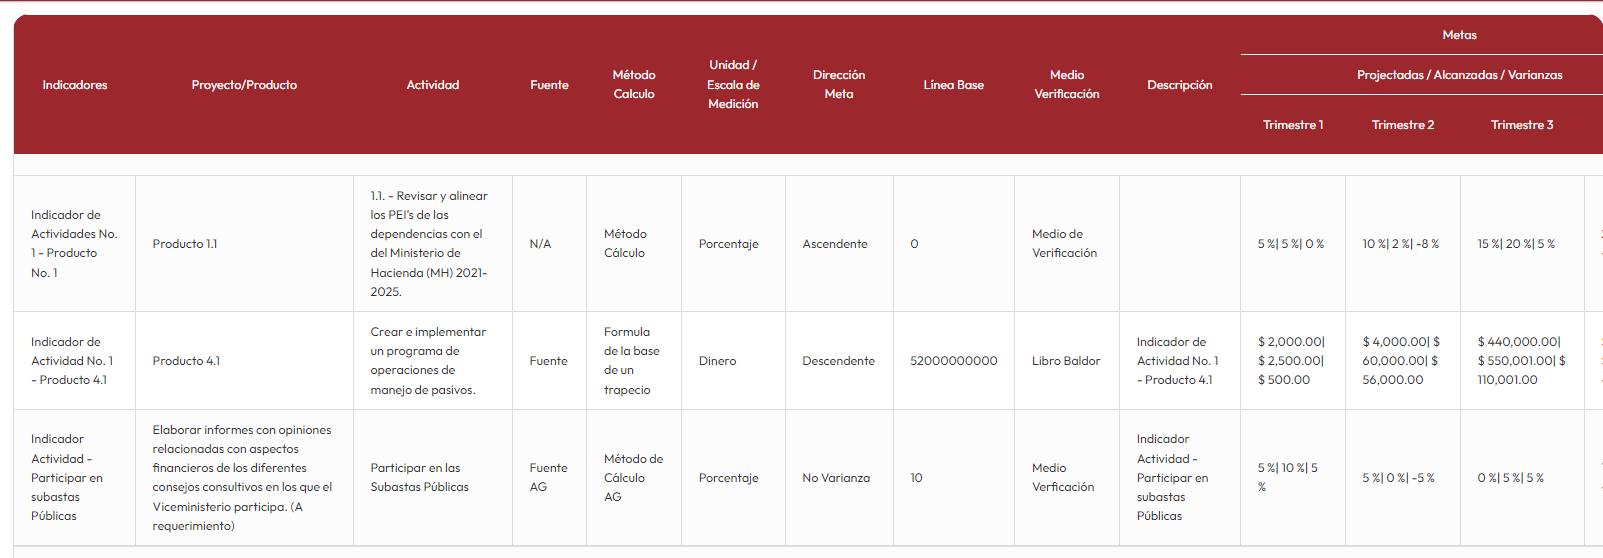 Metas
Projectadas / Alcanzadas / Varianzas
Indicadores
Proyecto/Producto
Actividad
Fuente
Método
Calculo
Unidad /
Escala de
Medición
Dirección
Meta
Línea Base
Medio
Verificación
Descripción
Trimestre 1
Trimestre 2
Trimestre 3
Indicador de
Actividades No.
1 - Producto
No. 1
Producto 1.1
1.1. - Revisar y alinear
los PEI's de las
dependencias con el
del Ministerio de
Hacienda (MH) 2021-
2025.
N/A
Método
Cálculo
Porcentaje
Ascendente
0
Medio de
Verificación
5 %| 5 %| 0 %
10 %| 2 %| -8 %
15 %| 20 %| 5 %
Indicador de
Actividad No. 1
- Producto 4.1
Producto 4.1
Crear e implementar
un programa de
operaciones de
manejo de pasivos.
Fuente
Formula
de la base
de un
trapecio
Dinero
Descendente
52000000000
Libro Baldor
Indicador de
Actividad No. 1
- Producto 4.1
$ 2,000.00|
$ 2,500.00|
$ 500.00
$ 4,000.00| $
60,000.00| $
56,000.00
$ 440,000.00|
$ 550,001.00| $
110,001.00
Indicador
Actividad -
Participar en
subastas
Públicas
Elaborar informes con opiniones
relacionadas con aspectos
financieros de los diferentes
consejos consultivos en los que el
Viceministerio participa. (A
requerimiento)
Participar en las
Subastas Públicas
Fuente
AG
Método de
Cálculo
AG
Porcentaje
No Varianza
10
Medio
Verficación
Indicador
Actividad -
Participar en
subastas
Públicas
5 %| 10 %| 5
%
5 %| 0 %| -5 %
0 %| 5 %| 5 %